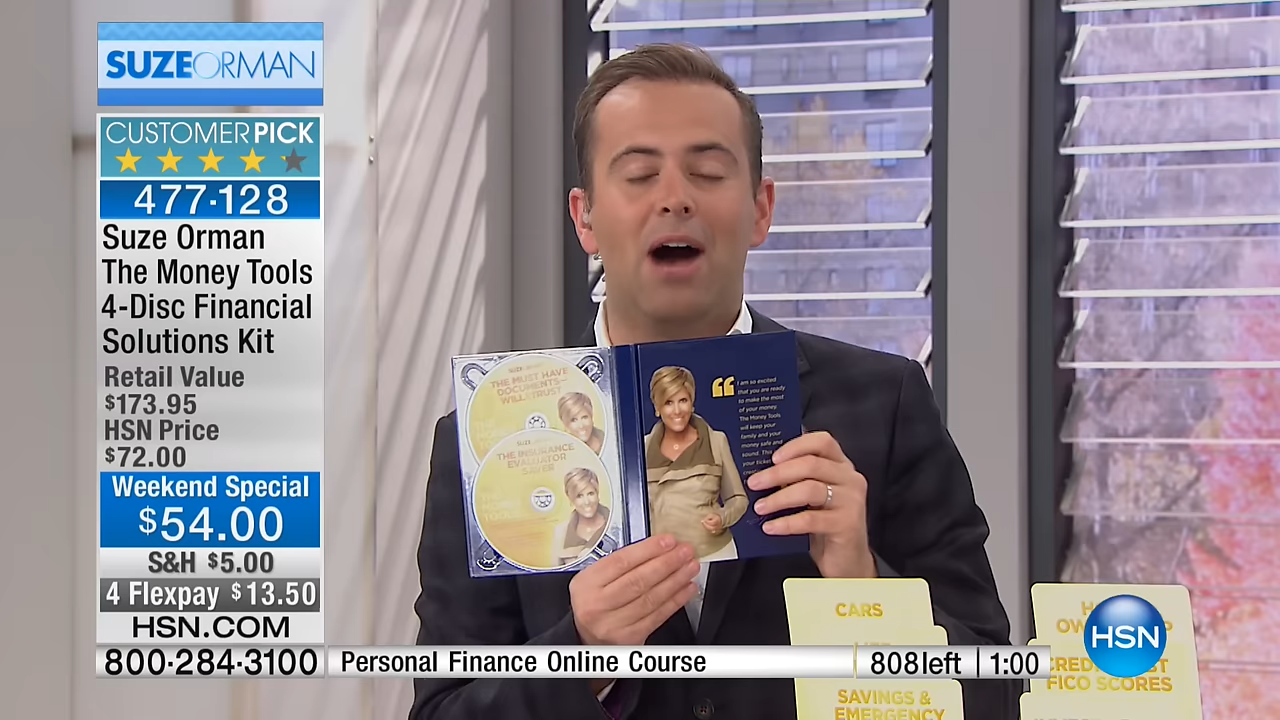 SUZEORMAN
CUSTOMERPICK
477-128
Suze Orman
The Money Tools
4-Disc Financial
Solutions Kit
Retail Value
$173.95
HSN Price
$72.00
Weekend Special
$54.00
S&H $5.00
4 Flexpay $13.50
HSN.COM
800-284-3100
Personal Finance Online Course
808left
1:00
THE MUST HAVE
DOCUMENTS-
WILL&TRUST
THE INSURANCE
EVALUATOR
SAVER
I am so excited
that you are ready
to make the most
of your money.
The Money Tools
will keep your
family and your
money safe and
sound. This
your ticket
CARS
SAVINGS &
EMERGENCY
FICO SCORES
HSN